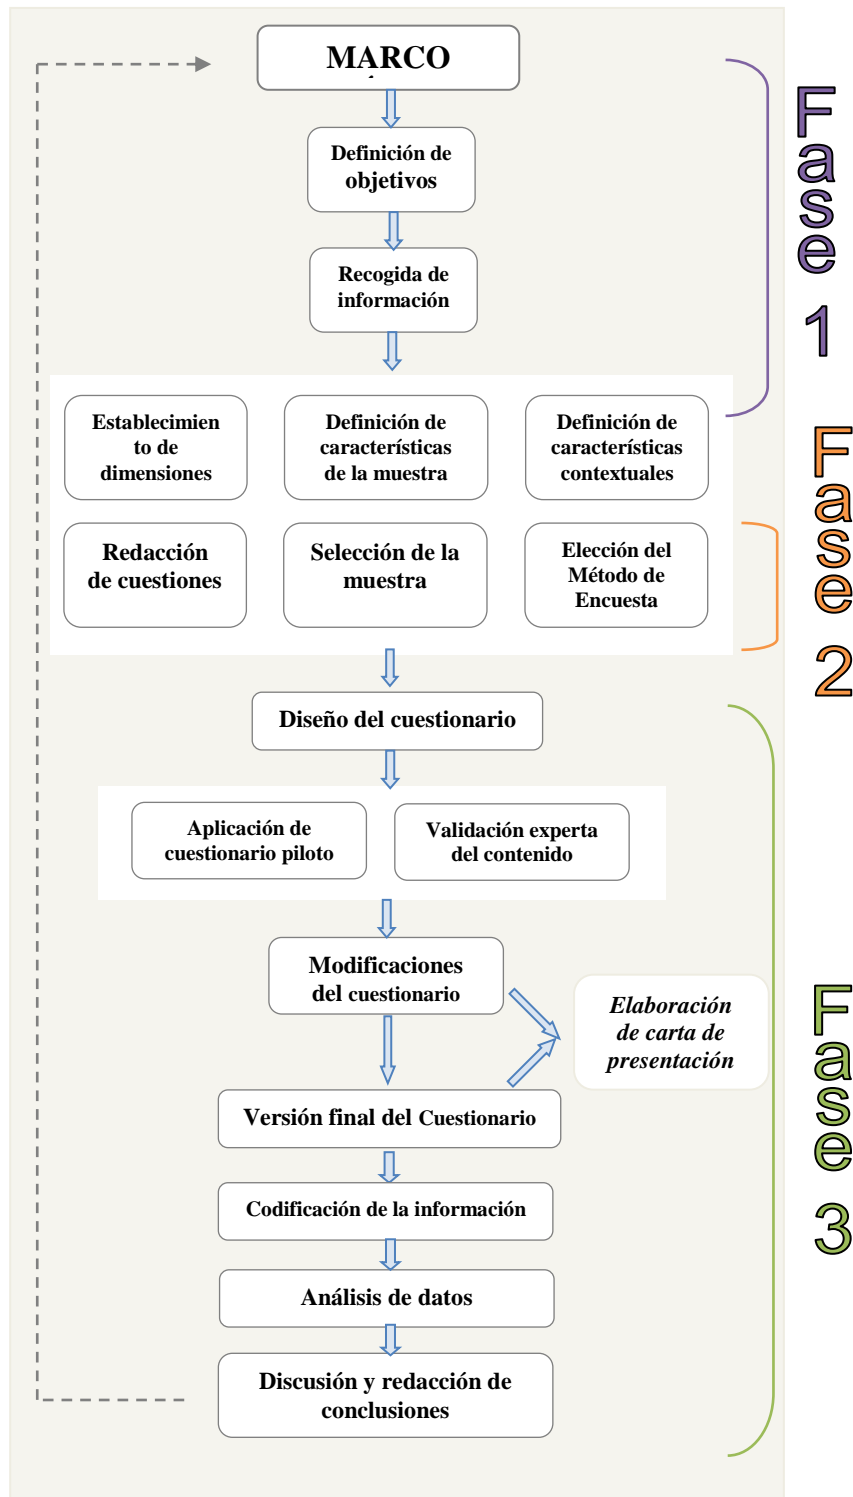 MARCO
Definición de
objetivos
Recogida de
información
Establecimien
to de
dimensiones
Definición de
características
de la muestra
Definición de
características
contextuales
Redacción
de cuestiones
Selección de la
muestra
Elección del
Método de
Encuesta
Diseño del cuestionario
Aplicación de
cuestionario piloto
Validación experta
del contenido
Modificaciones
del cuestionario
Elaboración
de carta de
presentación
Versión final del Cuestionario
Codificación de la información
Análisis de datos
Discusión y redacción de
conclusiones
Fase 1
Fase 2
Fase 3